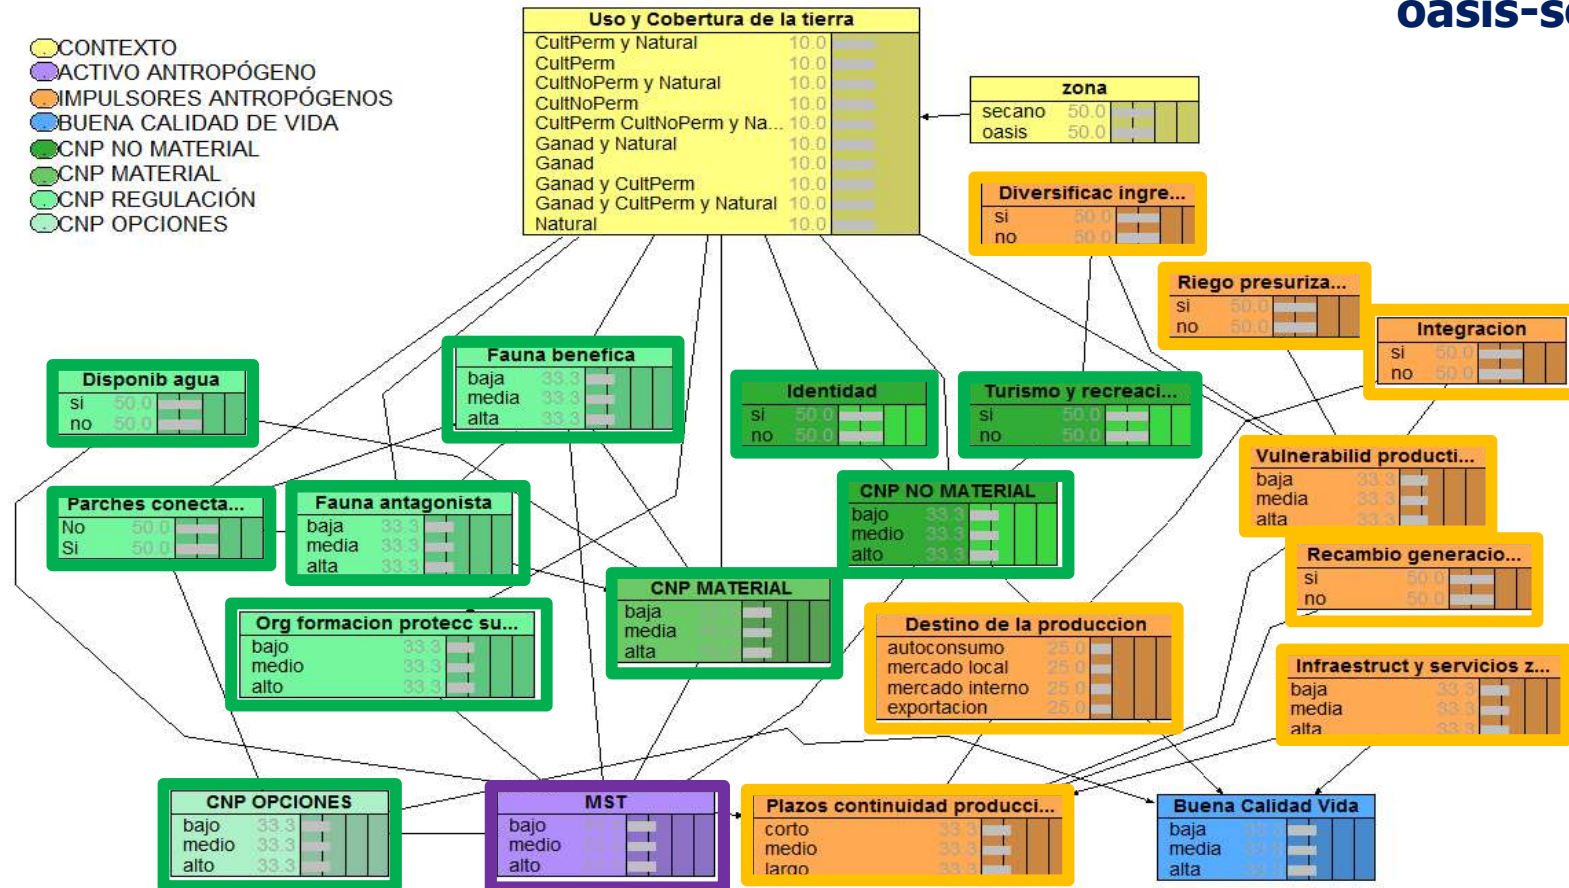 oasis-se
CONTEXTO
ACTIVO ANTROPÓGENO
IMPULSORES ANTROPÓGENOS
BUENA CALIDAD DE VIDA
CNP NO MATERIAL
CNP MATERIAL
CNP REGULACIÓN
CNP OPCIONES
Uso y Cobertura de la tierra
CultPerm y Natural 10.0
CultPerm 10.0
CultNoPerm y Natural 10.0
CultNoPerm 10.0
CultPerm CultNoPerm y Na... 10.0
Ganad y Natural 10.0
Ganad 10.0
Ganad y CultPerm 10.0
Ganad y CultPerm y Natural 10.0
Natural 10.0
zona
secano 50.0
oasis 50.0
Diversificac ingre...
si 50.0
no 50.0
Riego presuriza...
si 50.0
no 50.0
Integracion
si 50.0
no 50.0
Disponib agua
si 50.0
no 50.0
Fauna benefica
baja 33.3
media 33.3
alta 33.3
Identidad
si 50.0
no 50.0
Turismo y recreaci...
si 50.0
no 50.0
Vulnerabilid producti...
baja 33.3
media 33.3
alta 33.3
Parches conecta...
No 50.0
Si 50.0
Fauna antagonista
baja 33.3
media 33.3
alta 33.3
CNP NO MATERIAL
bajo 33.3
medio 33.3
alto 33.3
Recambio generacio...
si 50.0
no 50.0
CNP MATERIAL
baja
media
alta
Org formacion protecc su...
bajo 33.3
medio 33.3
alto 33.3
Destino de la produccion
autoconsumo 25.0
mercado local 25.0
mercado interno 25.0
exportacion 25.0
Infraestruct y servicios z...
baja 33.3
media 33.3
alta 33.3
CNP OPCIONES
bajo 33.3
medio 33.3
alto 33.3
MST
bajo
medio
alto
Plazos continuidad producci...
corto 33.3
medio 33.3
largo 33.3
Buena Calidad Vida
baja 33.3
media 33.3
alta 33.3